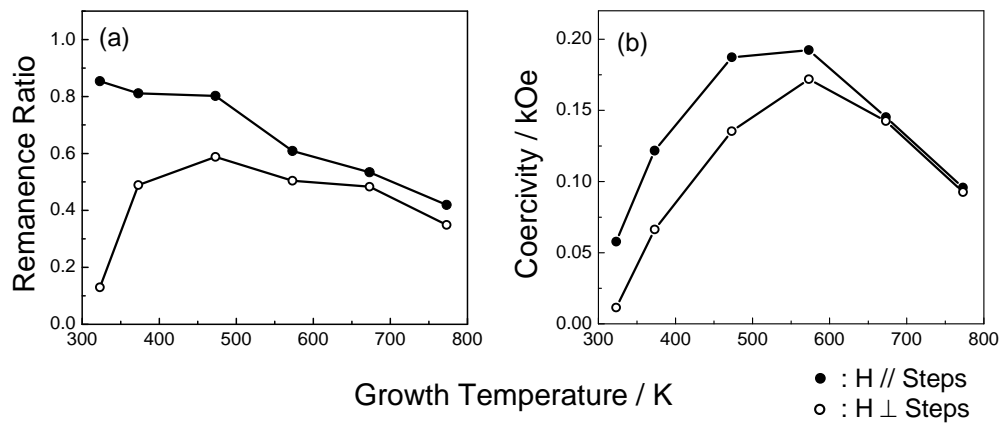 (a)
1.0
0.8
0.6
0.4
0.2
0.0
300 400 500 600 700 800
Remanence Ratio
(b)
0.20
0.15
0.10
0.05
0.00
300 400 500 600 700 800
Coercivity / kOe
Growth Temperature / K
● : H // Steps
○ : H ⊥ Steps